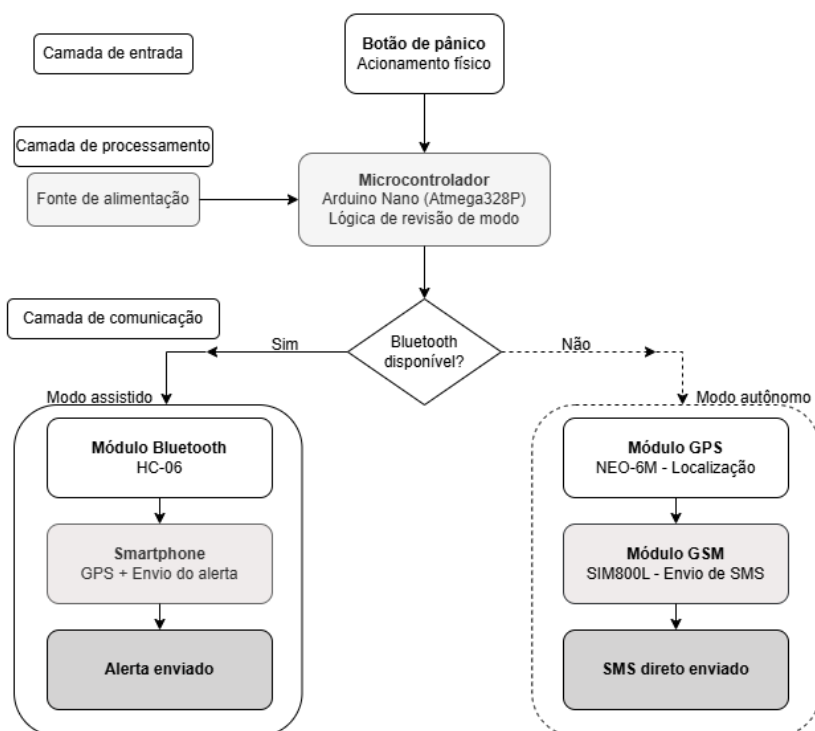 Camada de entrada
Botão de pânico
Acionamento físico
Camada de processamento
Fonte de alimentação
Microcontrolador
Arduino Nano (Atmega328P)
Lógica de revisão de modo
Camada de comunicação
Bluetooth
disponível?
Sim
Não
Modo assistido
Modo autônomo
Módulo Bluetooth
HC-06
Smartphone
GPS + Envio do alerta
Alerta enviado
Módulo GPS
NEO-6M - Localização
Módulo GSM
SIM800L - Envio de SMS
SMS direto enviado